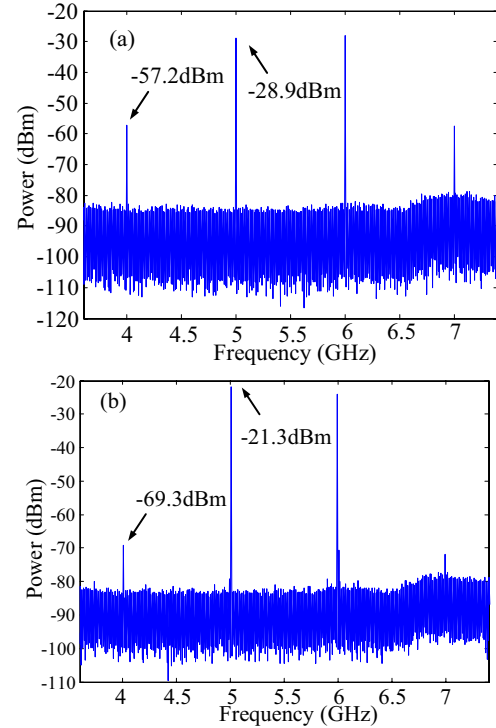 -20
(a)
-30
-28.9dBm
-40
-57.2dBm
-50
-60
-70
-80
-90
-100
-110
-120
Power (dBm)
4 4.5 5 5.5 6 6.5 7
Frequency (GHz)
-20
(b)
-30
-21.3dBm
-40
-50
-60
-69.3dBm
-70
-80
-90
-100
-110
Power (dBm)
4 4.5 5 5.5 6 6.5 7
Frequency (GHz)